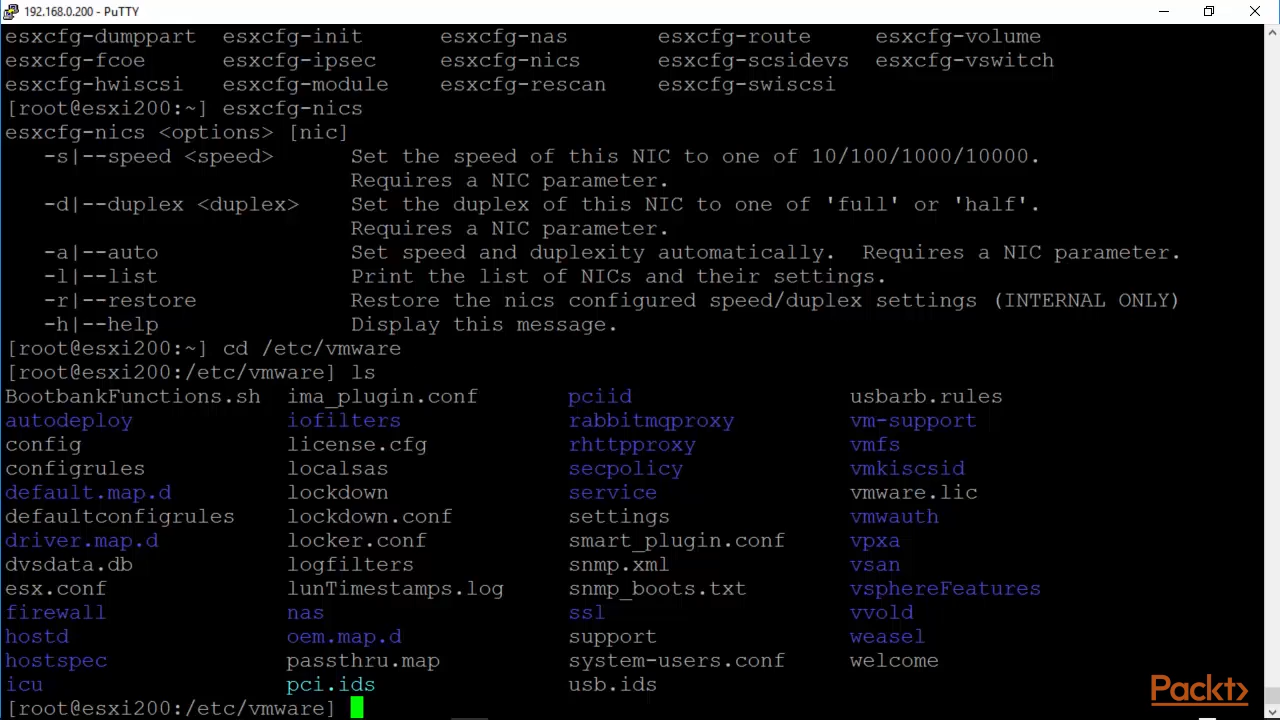 192.168.0.200 - PuTTY
esxcfg-dumppart  esxcfg-init      esxcfg-nas       esxcfg-route     esxcfg-volume
esxcfg-fcoe      esxcfg-ipsec     esxcfg-nics      esxcfg-scsidevs  esxcfg-vswitch
esxcfg-hwiscsi   esxcfg-module    esxcfg-rescan    esxcfg-swiscsi
[root@esxi200:~] esxcfg-nics
esxcfg-nics <options> [nic]
   -s|--speed <speed>      Set the speed of this NIC to one of 10/100/1000/10000.
                           Requires a NIC parameter.
   -d|--duplex <duplex>    Set the duplex of this NIC to one of 'full' or 'half'.
                           Requires a NIC parameter.
   -a|--auto               Set speed and duplexity automatically.  Requires a NIC parameter.
   -l|--list               Print the list of NICs and their settings.
   -r|--restore            Restore the nics configured speed/duplex settings (INTERNAL ONLY)
   -h|--help               Display this message.
[root@esxi200:~] cd /etc/vmware
[root@esxi200:/etc/vmware] ls
BootbankFunctions.sh  ima_plugin.conf       pciid                 usbarb.rules
autodeploy            iofilters             rabbitmqproxy         vm-support
config                license.cfg           rhttpproxy            vmfs
configrules           localsas              secpolicy             vmkiscsid
default.map.d         lockdown              service               vmware.lic
defaultconfigrules    lockdown.conf         settings              vmwauth
driver.map.d          locker.conf           smart_plugin.conf     vpxa
dvsdata.db            logfilters            snmp.xml              vsan
esx.conf              lunTimestamps.log     snmp_boots.txt        vsphereFeatures
firewall              nas                   ssl                   vvold
hostd                 oem.map.d             support               weasel
hostspec              passthru.map          system-users.conf     welcome
icu                   pci.ids               usb.ids
[root@esxi200:/etc/vmware]
Packt>